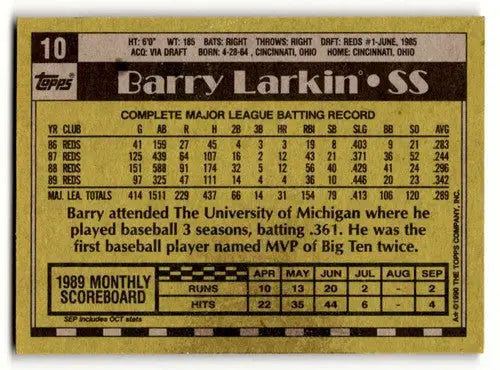 10
HT: 6'0" WT: 185 BATS: RIGHT THROWS: RIGHT DRFT: REDS #1-JUNE, 1985
ACQ: VIA DRAFT BORN: 4-28-64, CINCINNATI, OHIO HOME: CINCINNATI, OHIO
TOPPS Barry Larkin • SS
COMPLETE MAJOR LEAGUE BATTING RECORD
YR CLUB G AB R H 2B 3B HR RBI SB SLG BB SO AVG
86 REDS 41 159 27 45 4 3 3 19 8 .403 9 21 .283
87 REDS 125 439 64 107 16 2 12 43 21 .371 36 52 .244
88 REDS 151 588 91 174 32 5 12 56 40 .429 41 24 .296
89 REDS 97 325 47 111 14 4 4 36 10 .446 20 23 .342
MAJ. LEA. TOTALS 414 1511 229 437 66 14 31 154 79 .413 106 120 .289
Barry attended The University of Michigan where he
played baseball 3 seasons, batting .361. He was the
first baseball player named MVP of Big Ten twice.
1989 MONTHLY
SCOREBOARD
APR MAY JUN JUL AUG SEP
RUNS 10 13 20 2 - 2
HITS 22 35 44 6 - 4
SEP includes OCT stats
A* © 1990 THE TOPPS COMPANY, INC.